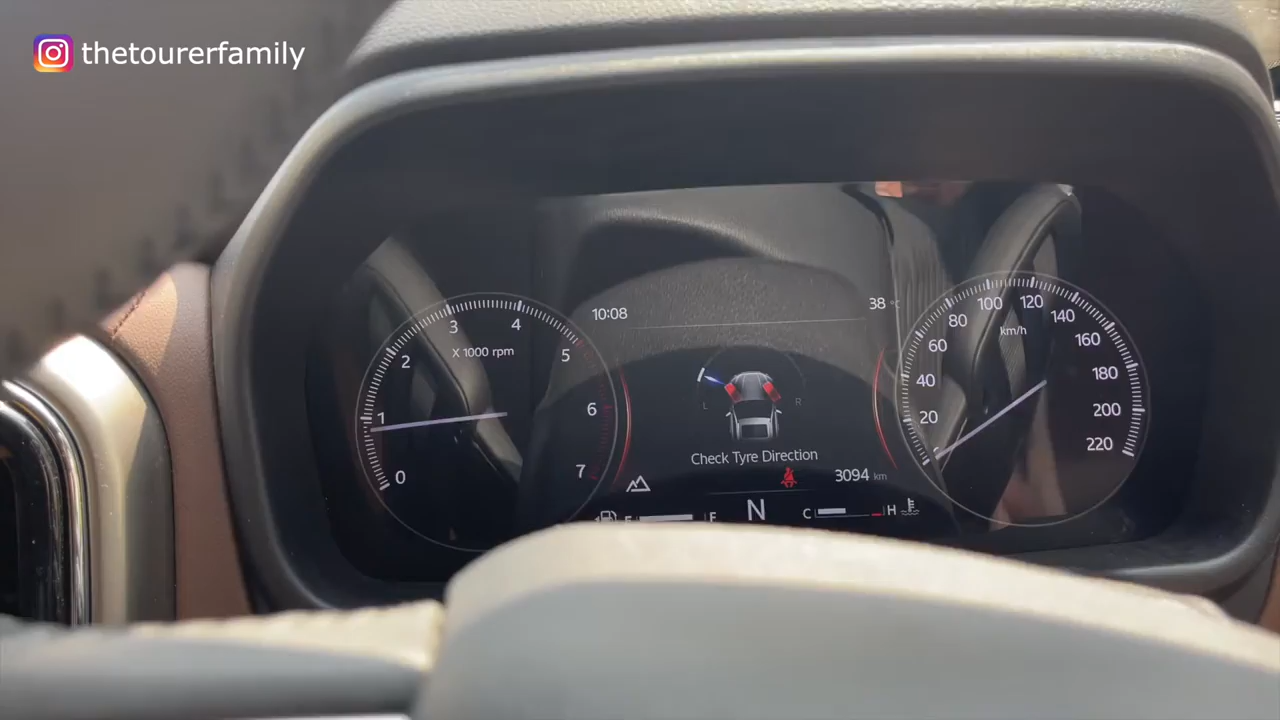 thetourerfamily
10:08
38 °C
0
1
2
3
4
5
6
7
X 1000 rpm
L
R
Check Tyre Direction
3094 km
E
F
N
C
H
20
40
60
80
100
120
140
160
180
200
220
km/h